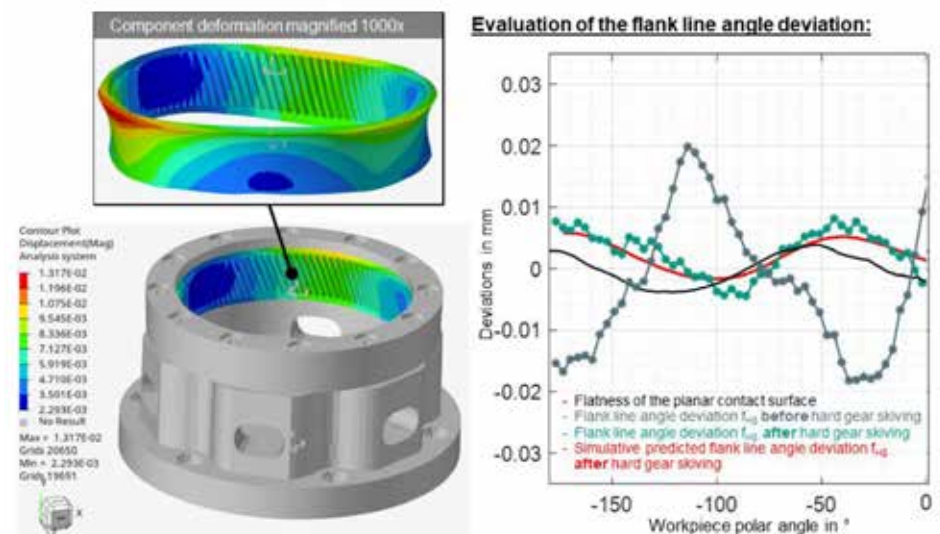 Component deformation magnified 1000x
Contour Plot
Displacement(Mag)
Analysis system
1.317E-02
1.196E-02
1.075E-02
9.545E-03
8.336E-03
7.127E-03
5.919E-03
4.710E-03
3.501E-03
2.293E-03
No Result
Max = 1.317E-02
Grids 20650
Min = 2.293E-03
Grids 19691
X
Evaluation of the flank line angle deviation:
Deviations in mm
0.03
0.02
0.01
0
-0.01
-0.02
-0.03
- Flatness of the planar contact surface
- Flank line angle deviation fHβ before hard gear skiving
- Flank line angle deviation fHβ after hard gear skiving
- Simulative predicted flank line angle deviation fHβ
after hard gear skiving
-150
-100
-50
0
Workpiece polar angle in °